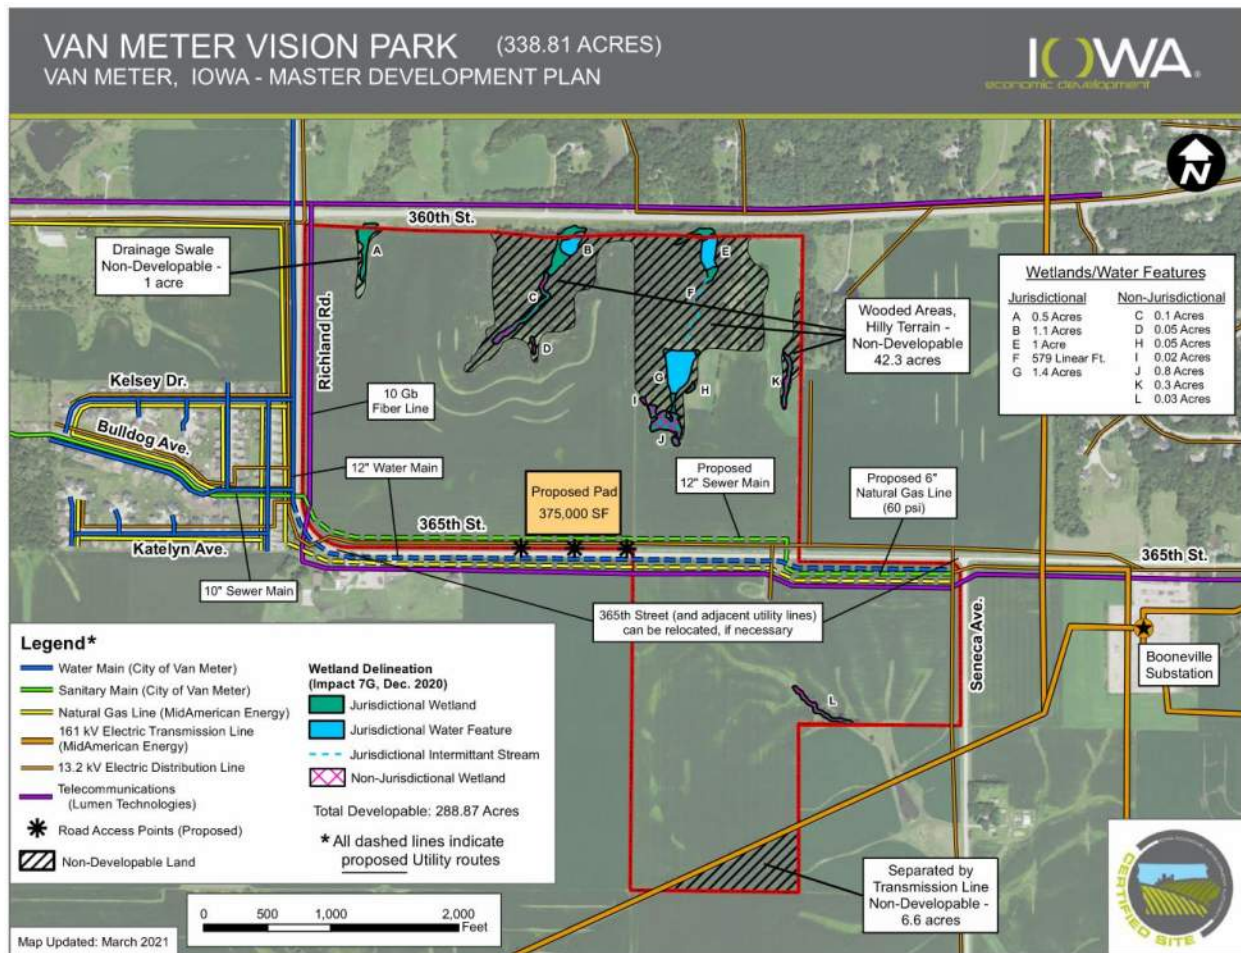 VAN METER VISION PARK (338.81 ACRES)
VAN METER, IOWA - MASTER DEVELOPMENT PLAN
IOWA®
economic development
N
360th St.
Drainage Swale
Non-Developable -
1 acre
A
B
C
D
E
F
G
H
I
J
K
L
Wooded Areas,
Hilly Terrain -
Non-Developable
42.3 acres
Wetlands/Water Features
Jurisdictional Non-Jurisdictional
A 0.5 Acres C 0.1 Acres
B 1.1 Acres D 0.05 Acres
E 1 Acre H 0.05 Acres
F 579 Linear Ft. I 0.02 Acres
G 1.4 Acres J 0.8 Acres
K 0.3 Acres
L 0.03 Acres
Richland Rd.
Kelsey Dr.
Bulldog Ave.
Katelyn Ave.
10 Gb
Fiber Line
12" Water Main
10" Sewer Main
Proposed Pad
375,000 SF
Proposed
12" Sewer Main
Proposed 6"
Natural Gas Line
(60 psi)
365th St.
365th St.
365th Street (and adjacent utility lines)
can be relocated, if necessary
Seneca Ave.
Booneville
Substation
Separated by
Transmission Line
Non-Developable -
6.6 acres
Legend*
Water Main (City of Van Meter)
Sanitary Main (City of Van Meter)
Natural Gas Line (MidAmerican Energy)
161 kV Electric Transmission Line
(MidAmerican Energy)
13.2 kV Electric Distribution Line
Telecommunications
(Lumen Technologies)
Road Access Points (Proposed)
Non-Developable Land
Wetland Delineation
(Impact 7G, Dec. 2020)
Jurisdictional Wetland
Jurisdictional Water Feature
Jurisdictional Intermittant Stream
Non-Jurisdictional Wetland
Total Developable: 288.87 Acres
* All dashed lines indicate
proposed Utility routes
0 500 1,000 2,000
Feet
Map Updated: March 2021
CERTIFIED SITE